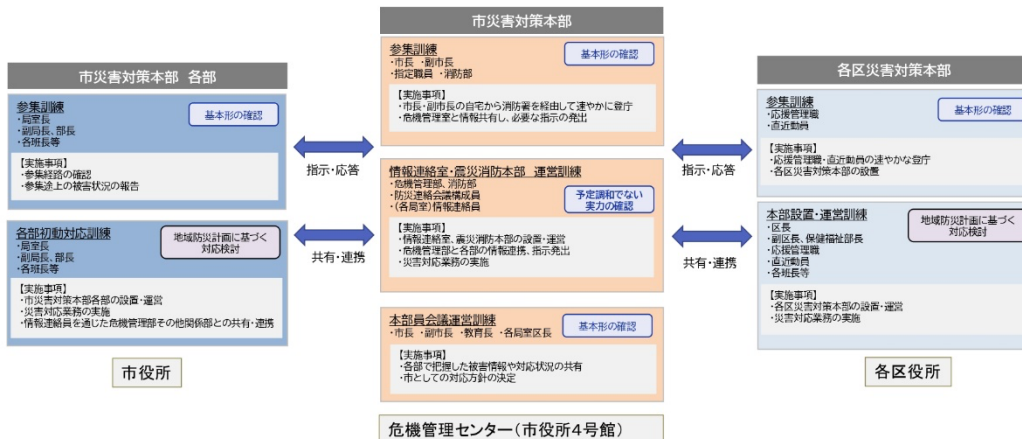 市災害対策本部 各部
参集訓練
基本形の確認
・局室長
・副局長、部長
・各班長等
【実施事項】
・参集経路の確認
・参集途上の被害状況の報告
各部初動対応訓練
地域防災計画に基づく
対応検討
・局室長
・副局長、部長
・各班長等
【実施事項】
・市災害対策本部各部の設置・運営
・災害対応業務の実施
・情報連絡員を通じた危機管理部その他関係部との共有・連携
市役所
指示・応答
共有・連携
市災害対策本部
参集訓練
基本形の確認
・市長 ・副市長
・指定職員 ・消防部
【実施事項】
・市長・副市長の自宅から消防署を経由して速やかに登庁
・危機管理室と情報共有し、必要な指示の発出
情報連絡室・震災消防本部 運営訓練
・危機管理部、消防部
・防災連絡会議構成員
・(各局室)情報連絡員
予定調和でない
実力の確認
【実施事項】
・情報連絡室、震災消防本部の設置・運営
・危機管理部と各部の情報連携、指示発出
・災害対応業務の実施
本部員会議運営訓練
基本形の確認
・市長 ・副市長 ・教育長 ・各局室区長
【実施事項】
・各部で把握した被害情報や対応状況の共有
・市としての対応方針の決定
危機管理センター(市役所4号館)
指示・応答
共有・連携
各区災害対策本部
参集訓練
基本形の確認
・応援管理職
・直近動員
【実施事項】
・応援管理職・直近動員の速やかな登庁
・各区災害対策本部の設置
本部設置・運営訓練
地域防災計画に基づく
対応検討
・区長
・副区長、保健福祉部長
・応援管理職
・直近動員
・各班長等
【実施事項】
・各区災害対策本部の設置・運営
・災害対応業務の実施
各区役所